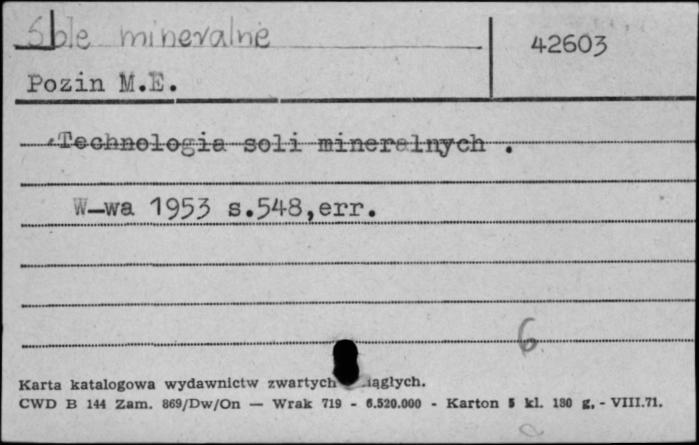 Sole mineralne
42603
Pozin M.E.
Technologia soli mineralnych .
W-wa 1953 s.548,err.
6
Karta katalogowa wydawnictw zwartych ciągłych.
CWD B 144 Zam. 869/Dw/On — Wrak 719 - 6.520.000 - Karton 5 kl. 180 g. - VIII.71.